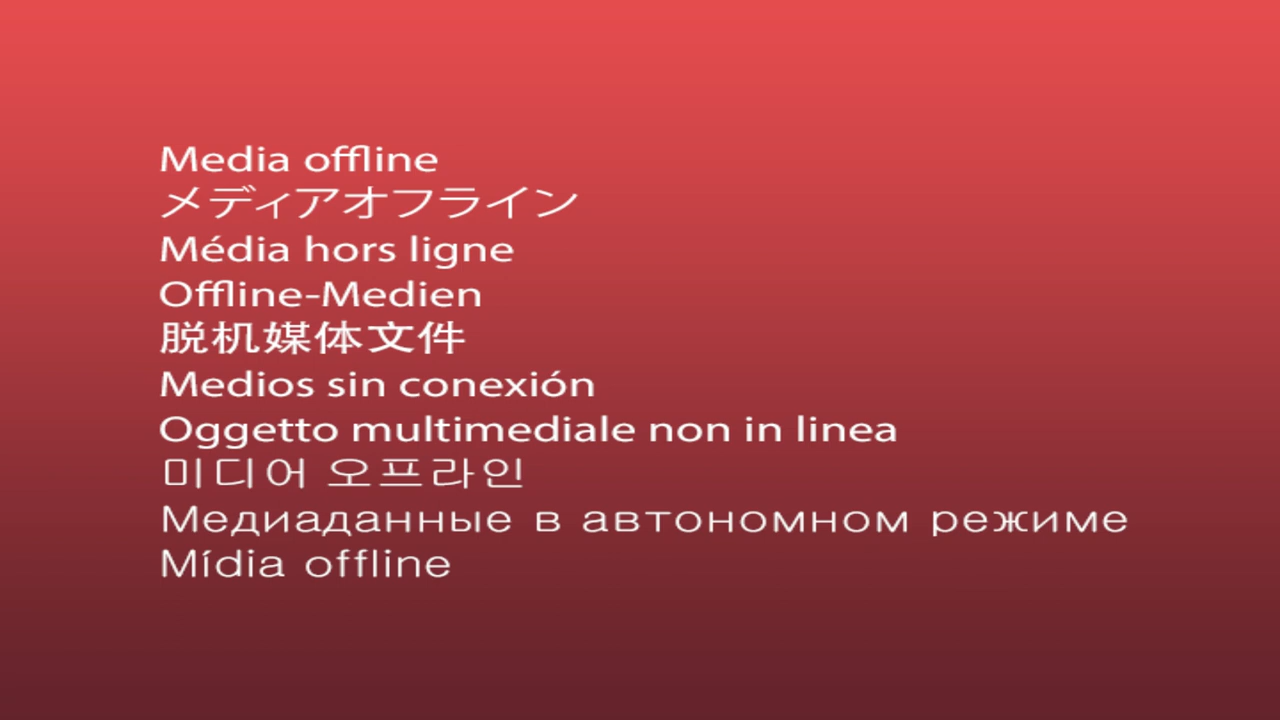 Media offline
メディアオフライン
Média hors ligne
Offline-Medien
脱机媒体文件
Medios sin conexión
Oggetto multimediale non in linea
미디어 오프라인
Медиаданные в автономном режиме
Mídia offline